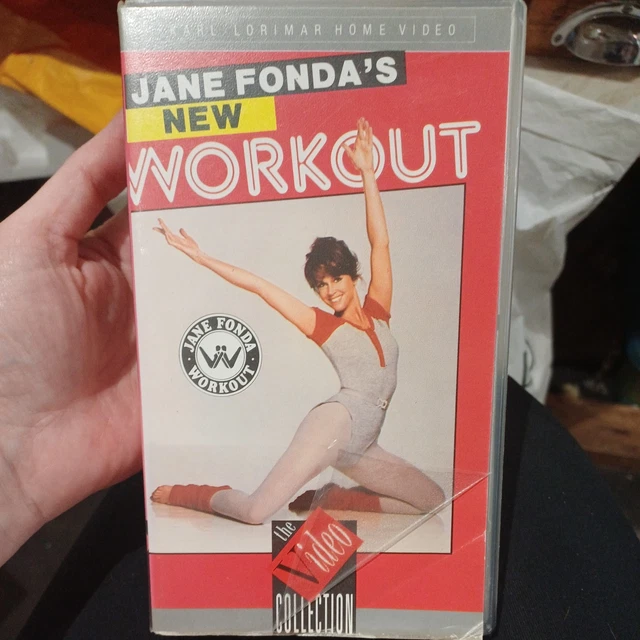 KARL·LORIMAR HOME VIDEO
JANE FONDA'S
NEW
WORKOUT
JANE FONDA
WORKOUT
the
Video
COLLECTION